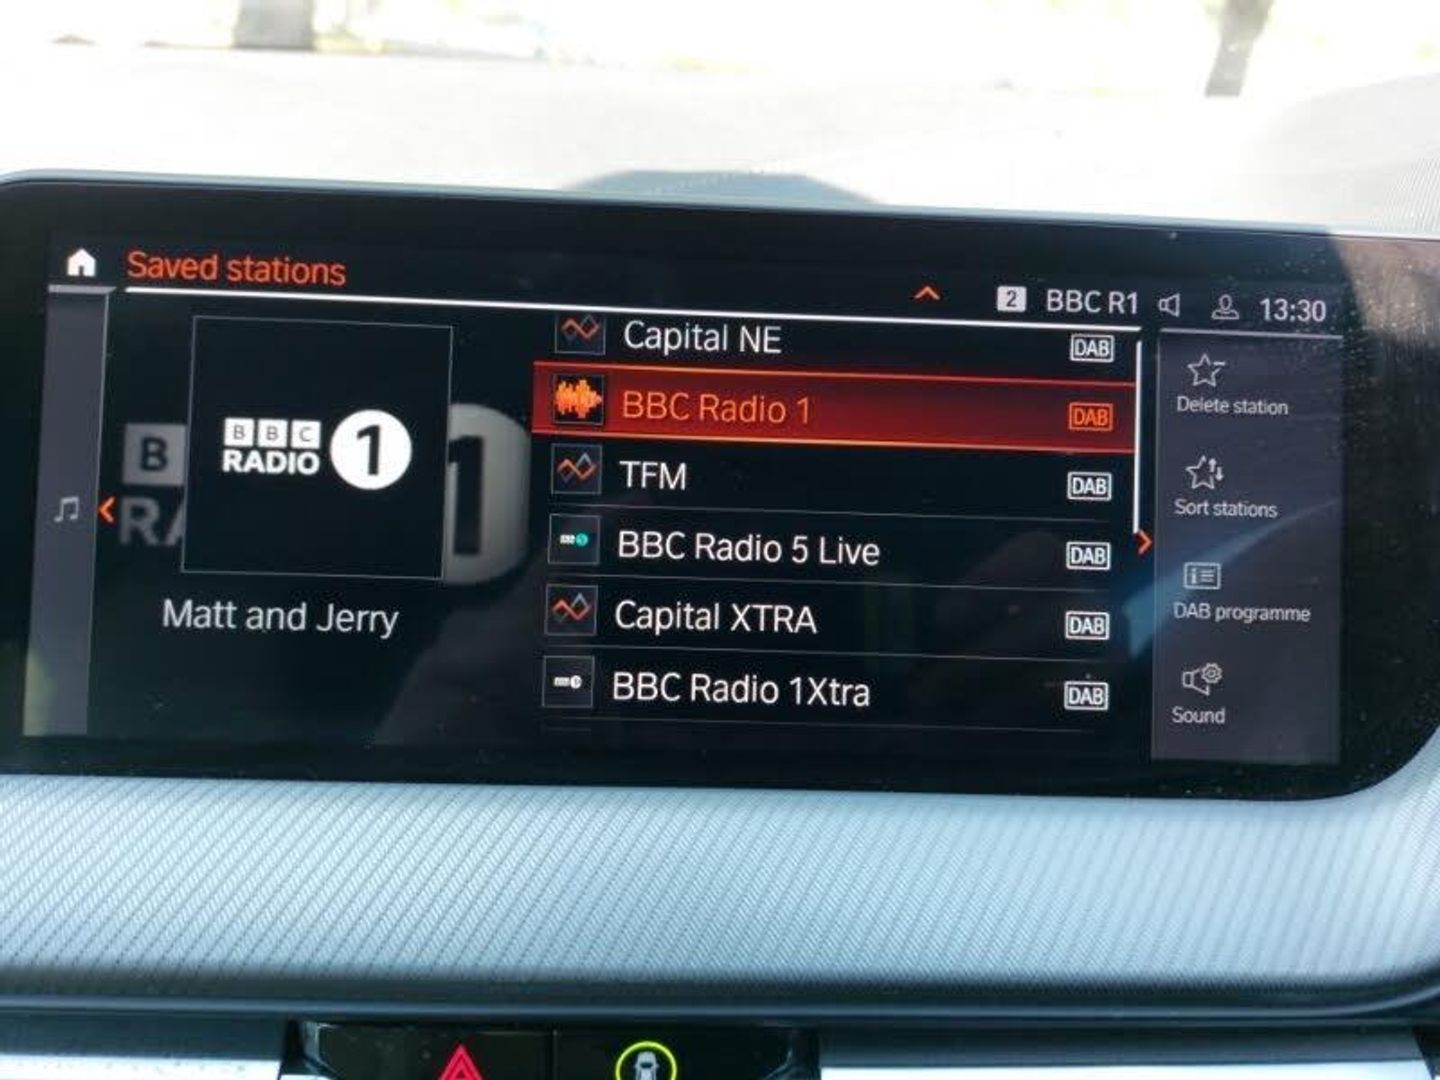 Saved stations
2 BBC R1 13:30
BBC
RADIO 1
Matt and Jerry
Capital NE DAB
BBC Radio 1 DAB
TFM DAB
BBC Radio 5 Live DAB
Capital XTRA DAB
BBC Radio 1Xtra DAB
Delete station
Sort stations
DAB programme
Sound